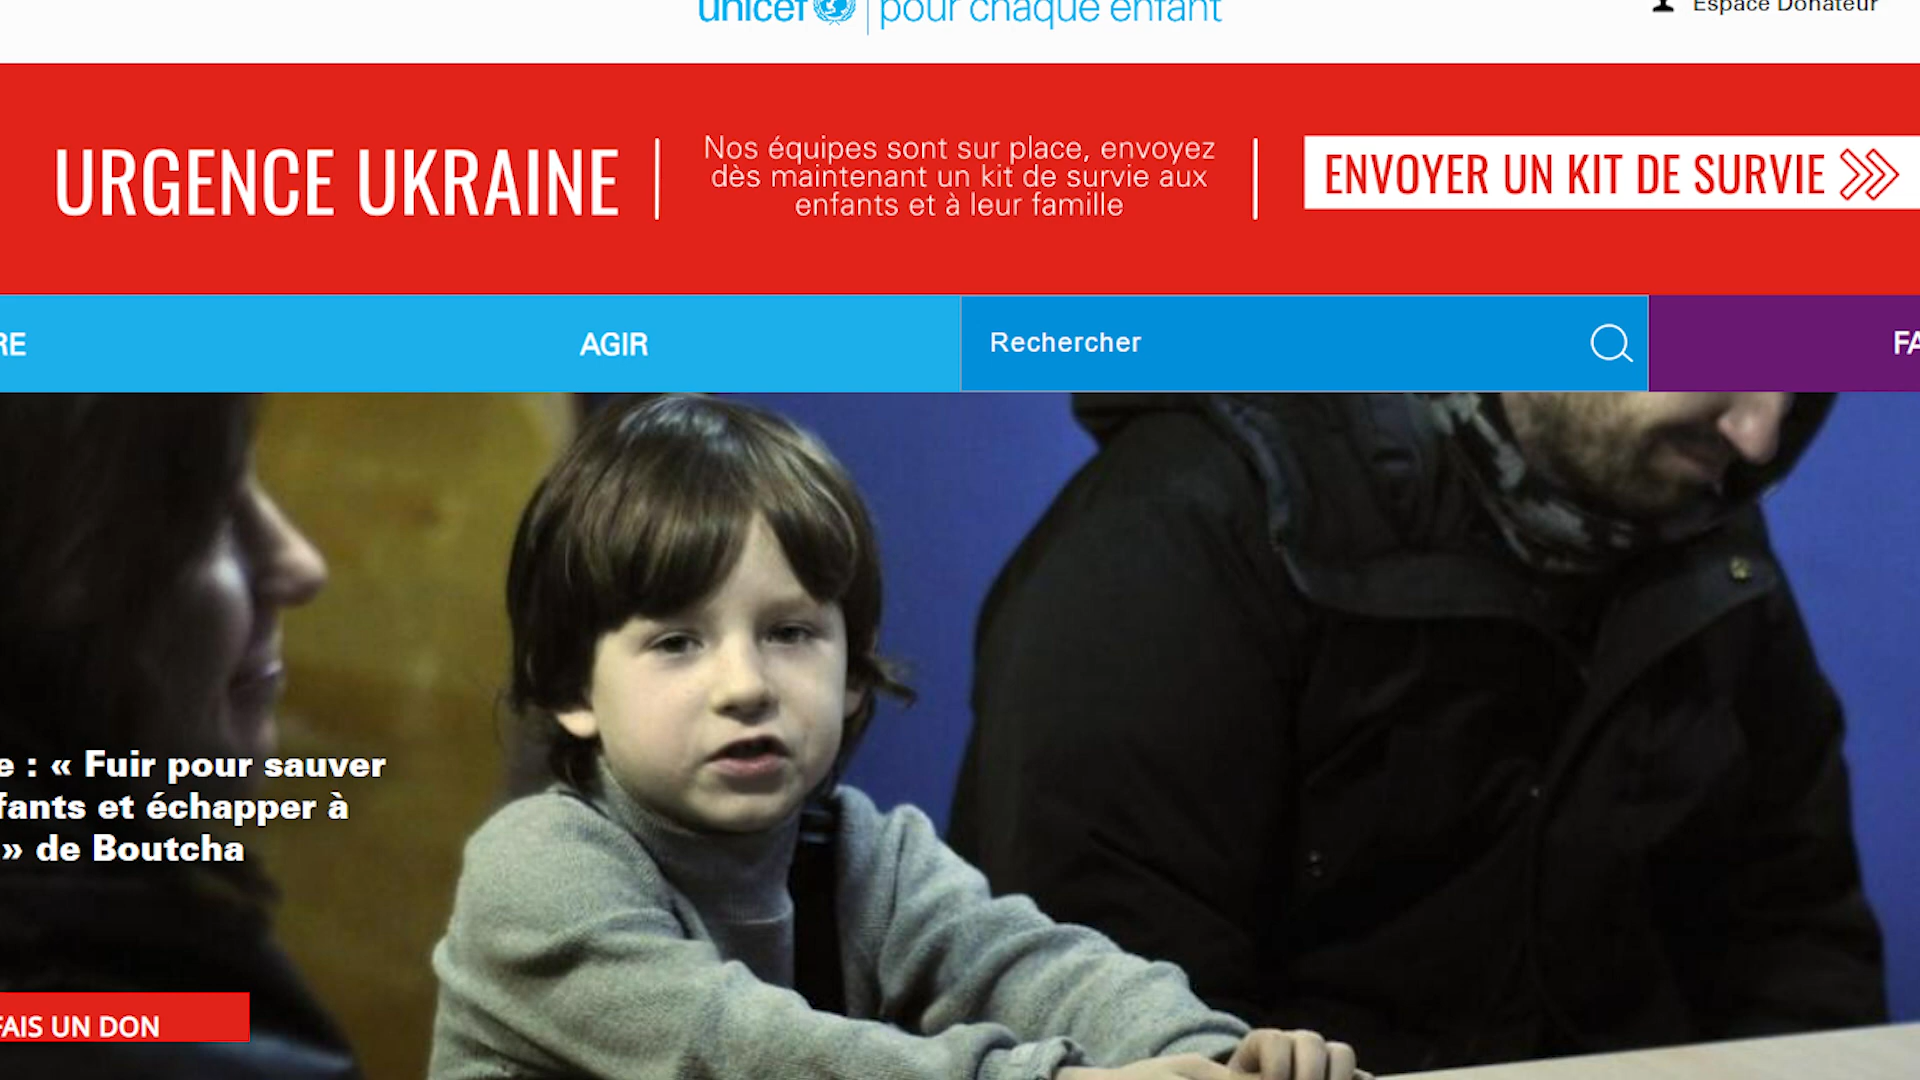 unicef pour chaque enfant
Espace Donateur
URGENCE UKRAINE
Nos équipes sont sur place, envoyez
dès maintenant un kit de survie aux
enfants et à leur famille
ENVOYER UN KIT DE SURVIE
RE
AGIR
Rechercher
FA
e : « Fuir pour sauver
fants et échapper à
» de Boutcha
FAIS UN DON